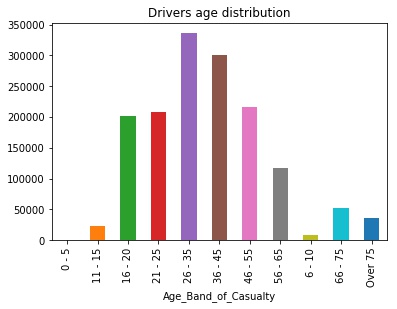 Drivers age distribution
350000
300000
250000
200000
150000
100000
50000
0
0 - 5
11 - 15
16 - 20
21 - 25
26 - 35
36 - 45
46 - 55
56 - 65
6 - 10
66 - 75
Over 75
Age_Band_of_Casualty